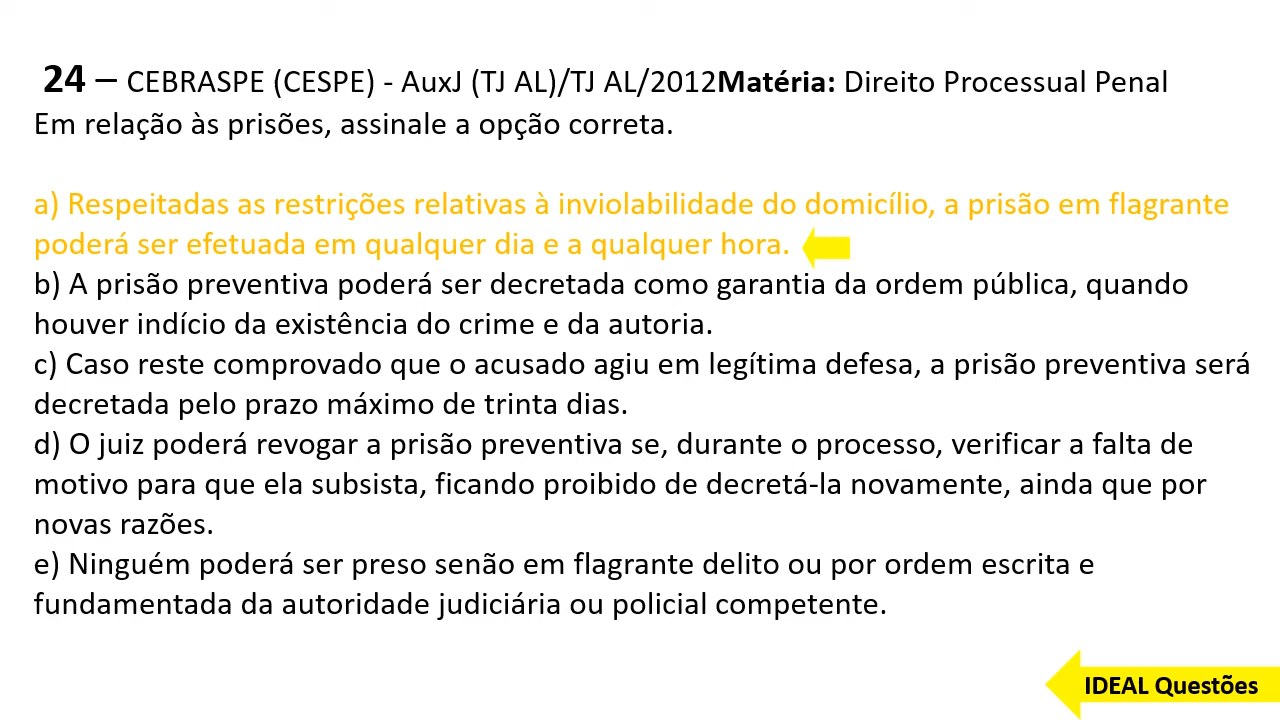 24 – CEBRASPE (CESPE) - AuxJ (TJ AL)/TJ AL/2012Matéria: Direito Processual Penal
Em relação às prisões, assinale a opção correta.
a) Respeitadas as restrições relativas à inviolabilidade do domicílio, a prisão em flagrante
poderá ser efetuada em qualquer dia e a qualquer hora.
b) A prisão preventiva poderá ser decretada como garantia da ordem pública, quando
houver indício da existência do crime e da autoria.
c) Caso reste comprovado que o acusado agiu em legítima defesa, a prisão preventiva será
decretada pelo prazo máximo de trinta dias.
d) O juiz poderá revogar a prisão preventiva se, durante o processo, verificar a falta de
motivo para que ela subsista, ficando proibido de decretá-la novamente, ainda que por
novas razões.
e) Ninguém poderá ser preso senão em flagrante delito ou por ordem escrita e
fundamentada da autoridade judiciária ou policial competente.
IDEAL Questões